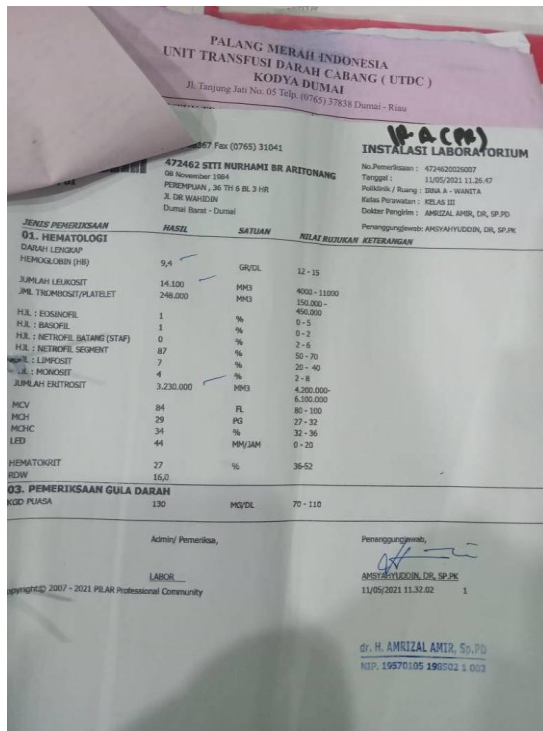 PALANG MERAH INDONESIA
UNIT TRANSFUSI DARAH CABANG ( UTDC )
KODYA DUMAI
Jl. Tanjung Jati No. 05 Telp. (0765) 37838 Dumai - Riau
Fax (0765) 31041
INSTALASI LABORATORIUM
472462 SITI NURHAMI BR ARITONANG
08 November 1984
PEREMPUAN , 36 TH 6 BL 3 HR
JL DR WAHIDIN
Dumai Barat - Dumai
No.Pemeriksaan : 4724620025007
Tanggal : 11/05/2021 11.26.47
Poliklinik / Ruang : IRNA A - WANITA
Kelas Perawatan : KELAS III
Dokter Pengirim : AMRIZAL AMIR, DR, SP.PD
Penanggungjawab: AMSYAHYUDDIN, DR, SP.PK
JENIS PEMERIKSAAN HASIL SATUAN NILAI RUJUKAN KETERANGAN
01. HEMATOLOGI
DARAH LENGKAP
HEMOGLOBIN (HB) 9,4 GR/DL 12 - 15
JUMLAH LEUKOSIT 14.100 MM3 4000 - 11000
JML TROMBOSIT/PLATELET 248.000 MM3 150.000 - 450.000
HJL : EOSINOFIL 1 % 0 - 5
HJL : BASOFIL 1 % 0 - 2
HJL : NETROFIL BATANG (STAF) 0 % 2 - 6
HJL : NETROFIL SEGMENT 87 % 50 - 70
HJL : LIMFOSIT 7 % 20 - 40
HJL : MONOSIT 4 % 2 - 8
JUMLAH ERITROSIT 3.230.000 MM3 4.200.000- 6.100.000
MCV 84 FL 80 - 100
MCH 29 PG 27 - 32
MCHC 34 % 32 - 36
LED 44 MM/JAM 0 - 20
HEMATOKRIT 27 % 36-52
RDW 16,0
03. PEMERIKSAAN GULA DARAH
KGD PUASA 130 MG/DL 70 - 110
Admin/ Pemeriksa, Penanggungjawab,
LABOR AMSYAHYUDDIN, DR, SP.PK
copyright© 2007 - 2021 PILAR Professional Community 11/05/2021 11.32.02 1
dr. H. AMRIZAL AMIR, Sp.PD
NIP. 19570105 198502 1 002